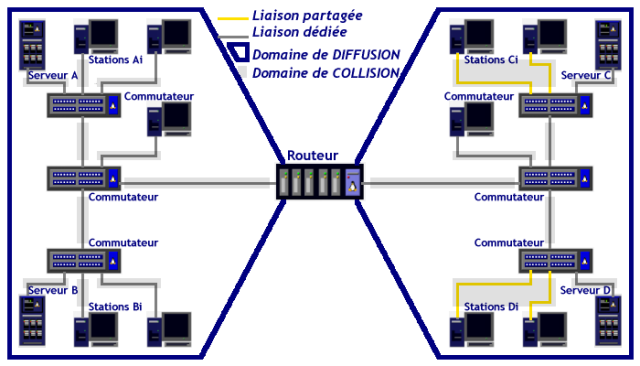 Liaison partagée
Liaison dédiée
Domaine de DIFFUSION
Domaine de COLLISION
Stations Ai
Serveur A
Commutateur
Commutateur
Commutateur
Serveur B
Stations Bi
Routeur
Stations Ci
Serveur C
Commutateur
Commutateur
Commutateur
Serveur D
Stations Di